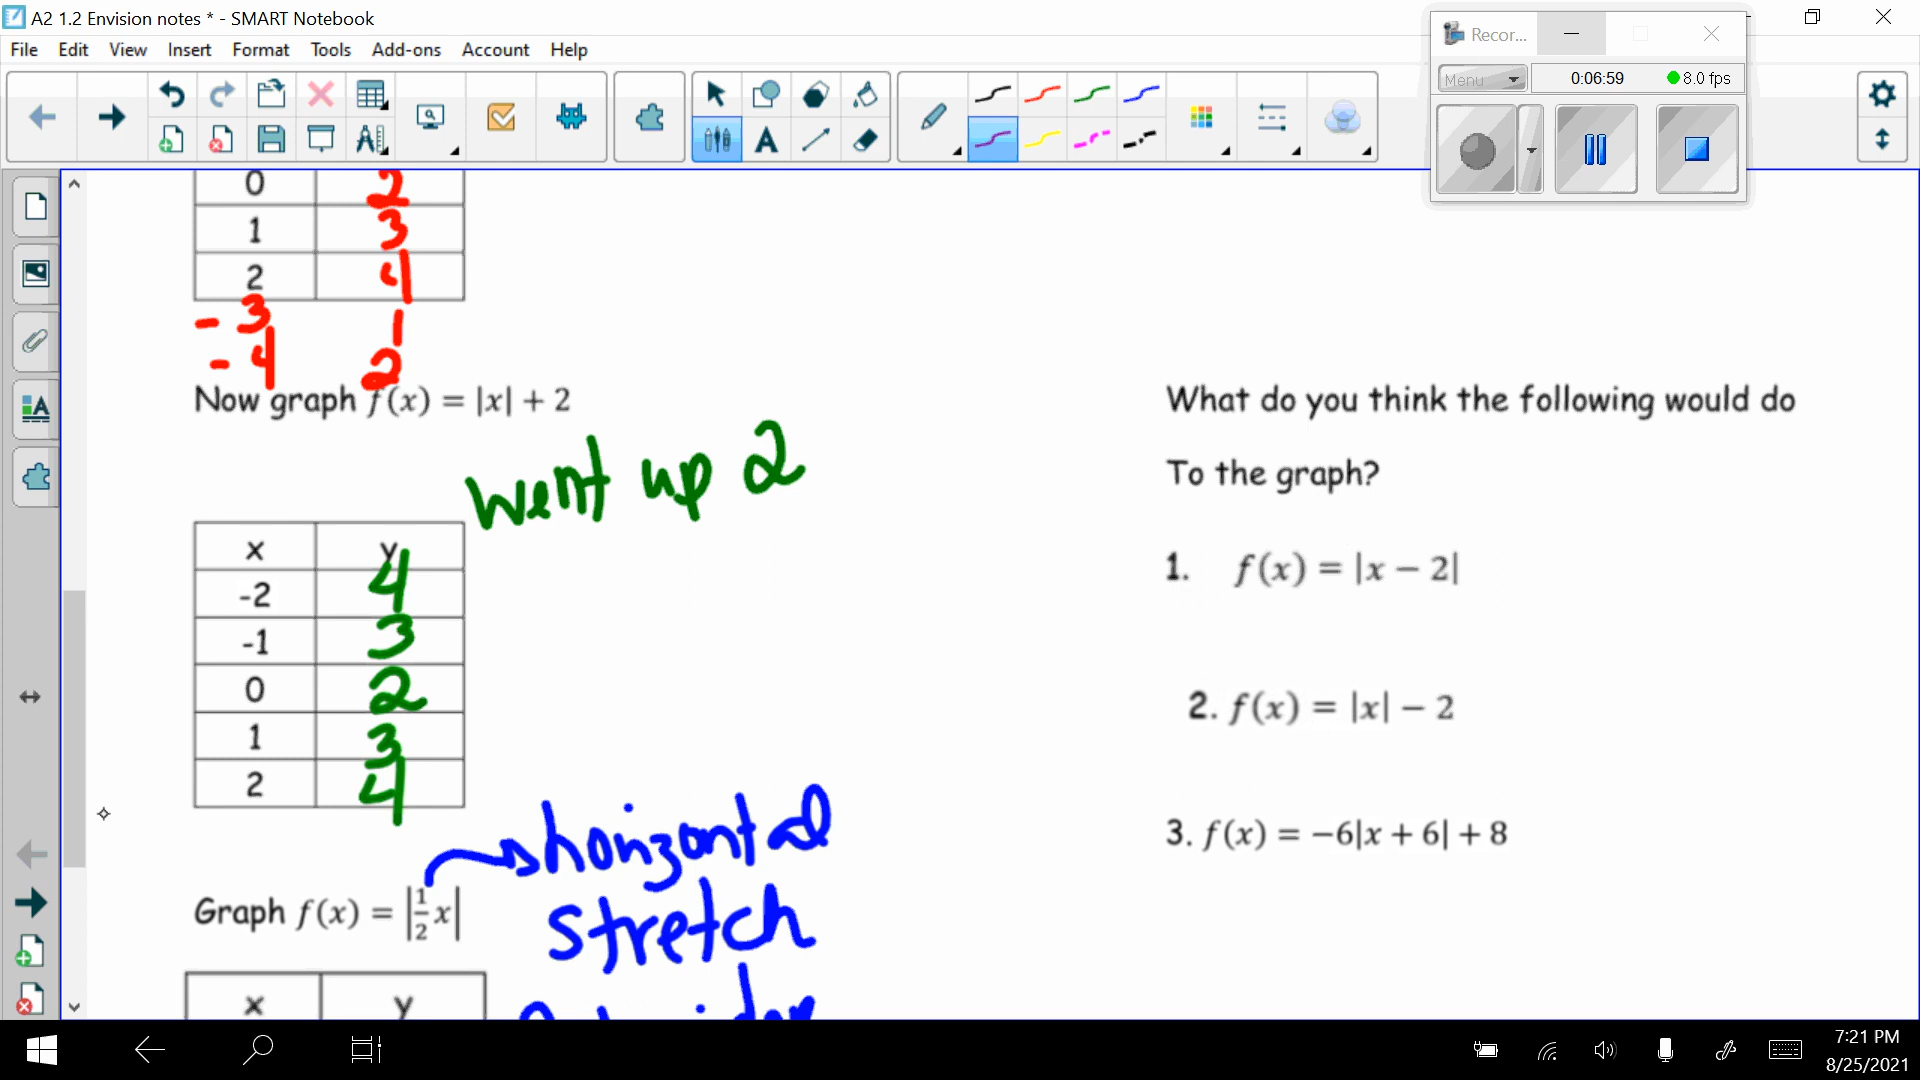 A2 1.2 Envision notes * - SMART Notebook
File Edit View Insert Format Tools Add-ons Account Help
Recor...
Menu 0:06:59 8.0 fps
0 2
1 3
2 4
-3 1
-4 2
Now graph f(x) = |x| + 2
went up 2
x y
-2 4
-1 3
0 2
1 3
2 4
horizontal
stretch
Graph f(x) = |1/2 x|
x y
What do you think the following would do
To the graph?
1. f(x) = |x − 2|
2. f(x) = |x| − 2
3. f(x) = −6|x + 6| + 8
7:21 PM
8/25/2021